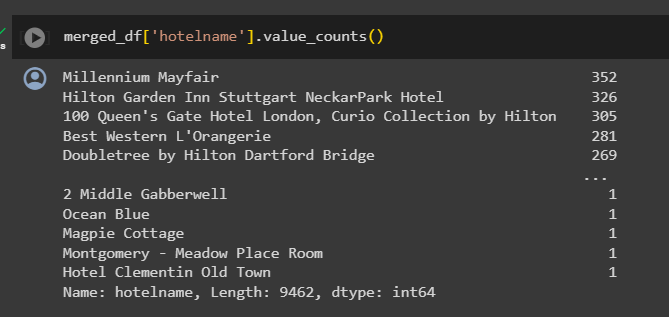 merged_df['hotelname'].value_counts()
s
Millennium Mayfair 352
Hilton Garden Inn Stuttgart NeckarPark Hotel 326
100 Queen's Gate Hotel London, Curio Collection by Hilton 305
Best Western L'Orangerie 281
Doubletree by Hilton Dartford Bridge 269
...
2 Middle Gabberwell 1
Ocean Blue 1
Magpie Cottage 1
Montgomery - Meadow Place Room 1
Hotel Clementin Old Town 1
Name: hotelname, Length: 9462, dtype: int64